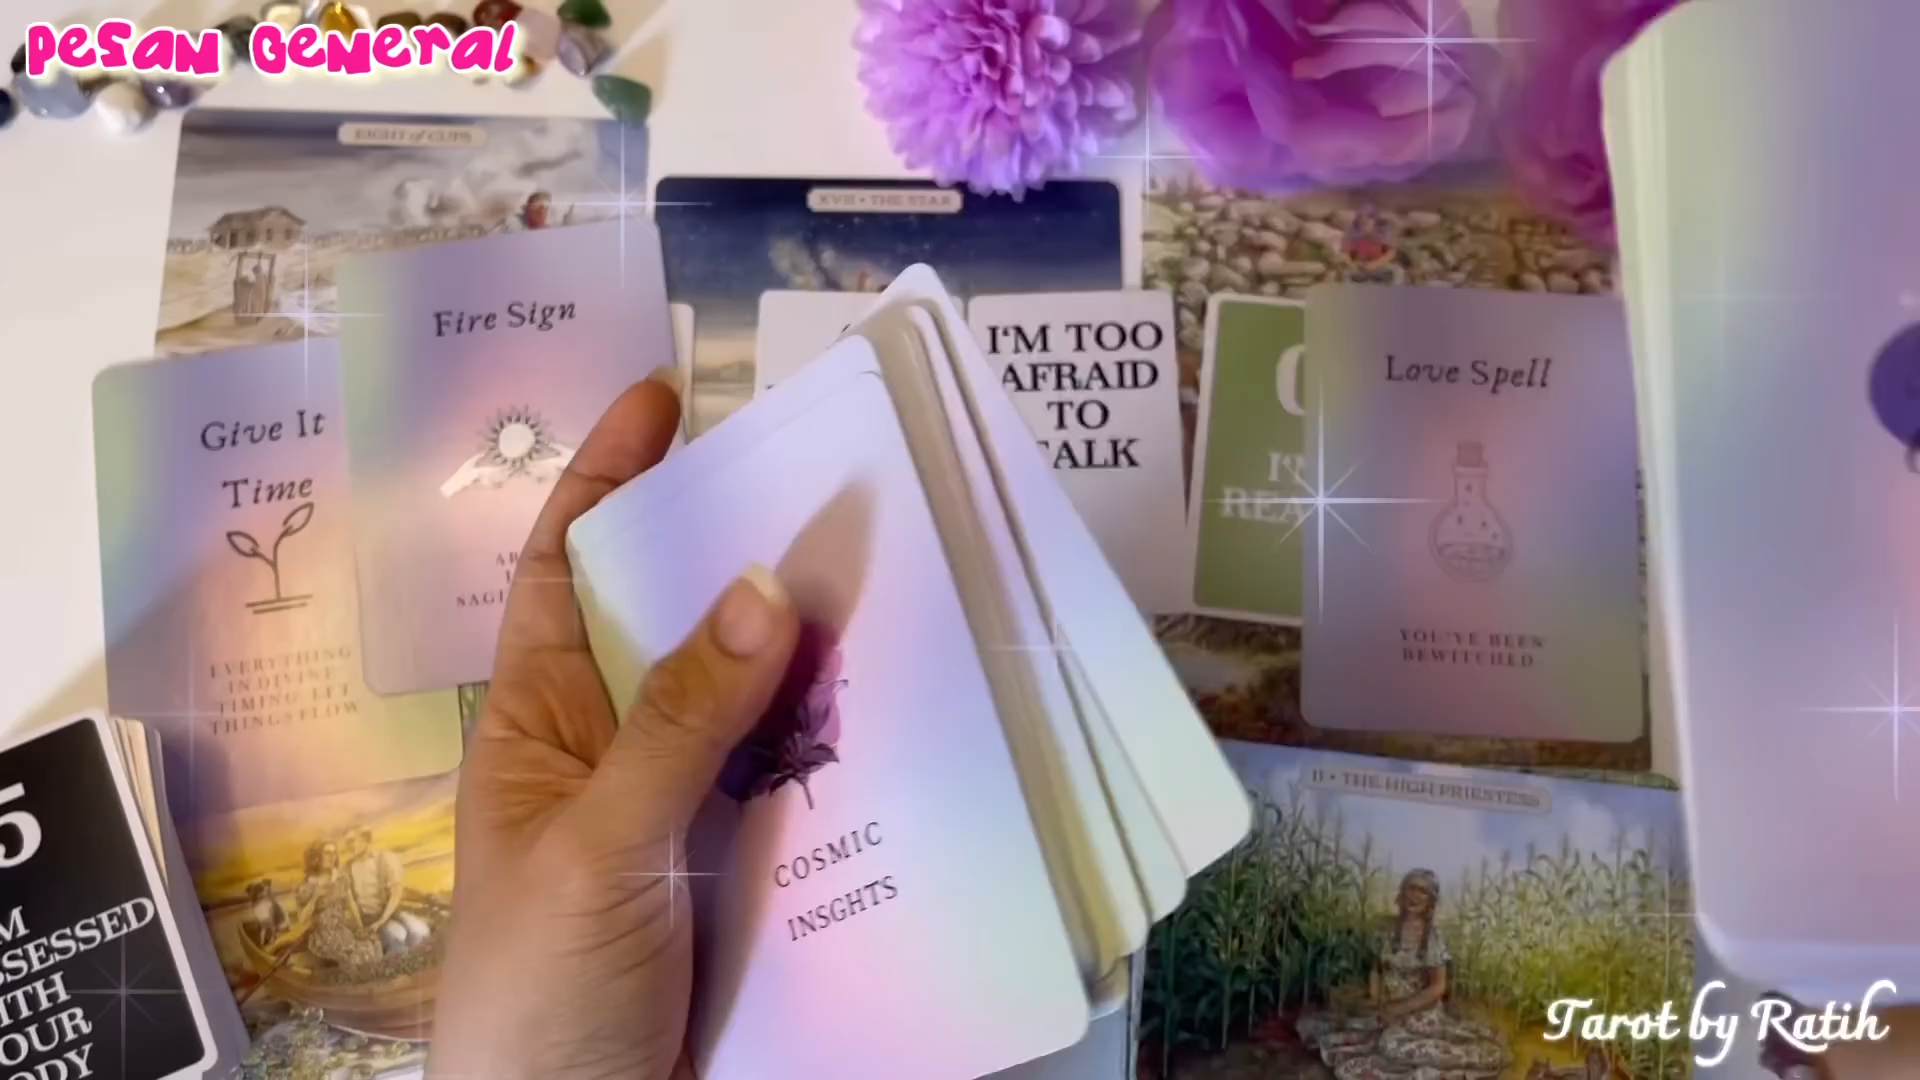 PESAN GENERAL
EIGHT of CUPS
XVII • THE STAR
Fire Sign
I'M TOO
AFRAID
TO
TALK
Love Spell
Give It
Time
YOU'VE BEEN
BEWITCHED
EVERYTHING
IN DIVINE
TIMING. LET
THINGS FLOW
II • THE HIGH PRIESTESS
5
COSMIC
INSGHTS
Tarot by Ratih